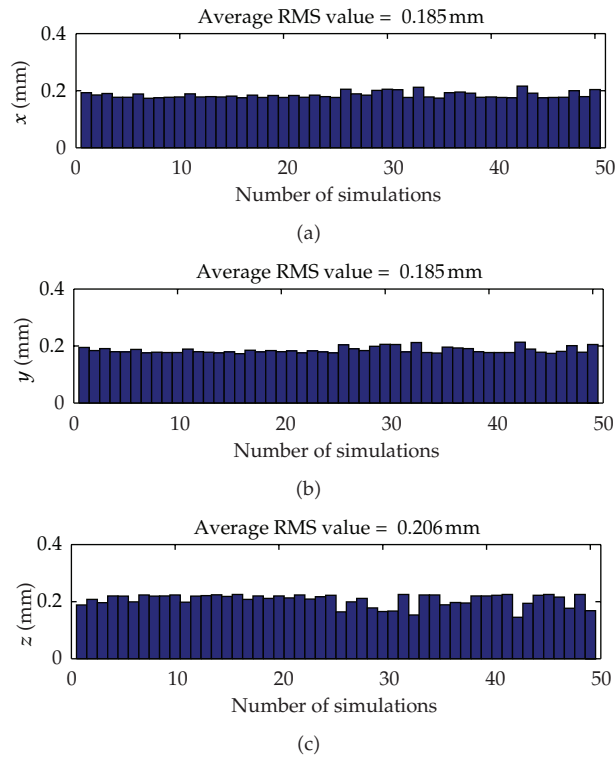 Average RMS value = 0.185 mm
0.4
0.2
0
x (mm)
0 10 20 30 40 50
Number of simulations
(a)
Average RMS value = 0.185 mm
0.4
0.2
0
y (mm)
0 10 20 30 40 50
Number of simulations
(b)
Average RMS value = 0.206 mm
0.4
0.2
0
z (mm)
0 10 20 30 40 50
Number of simulations
(c)